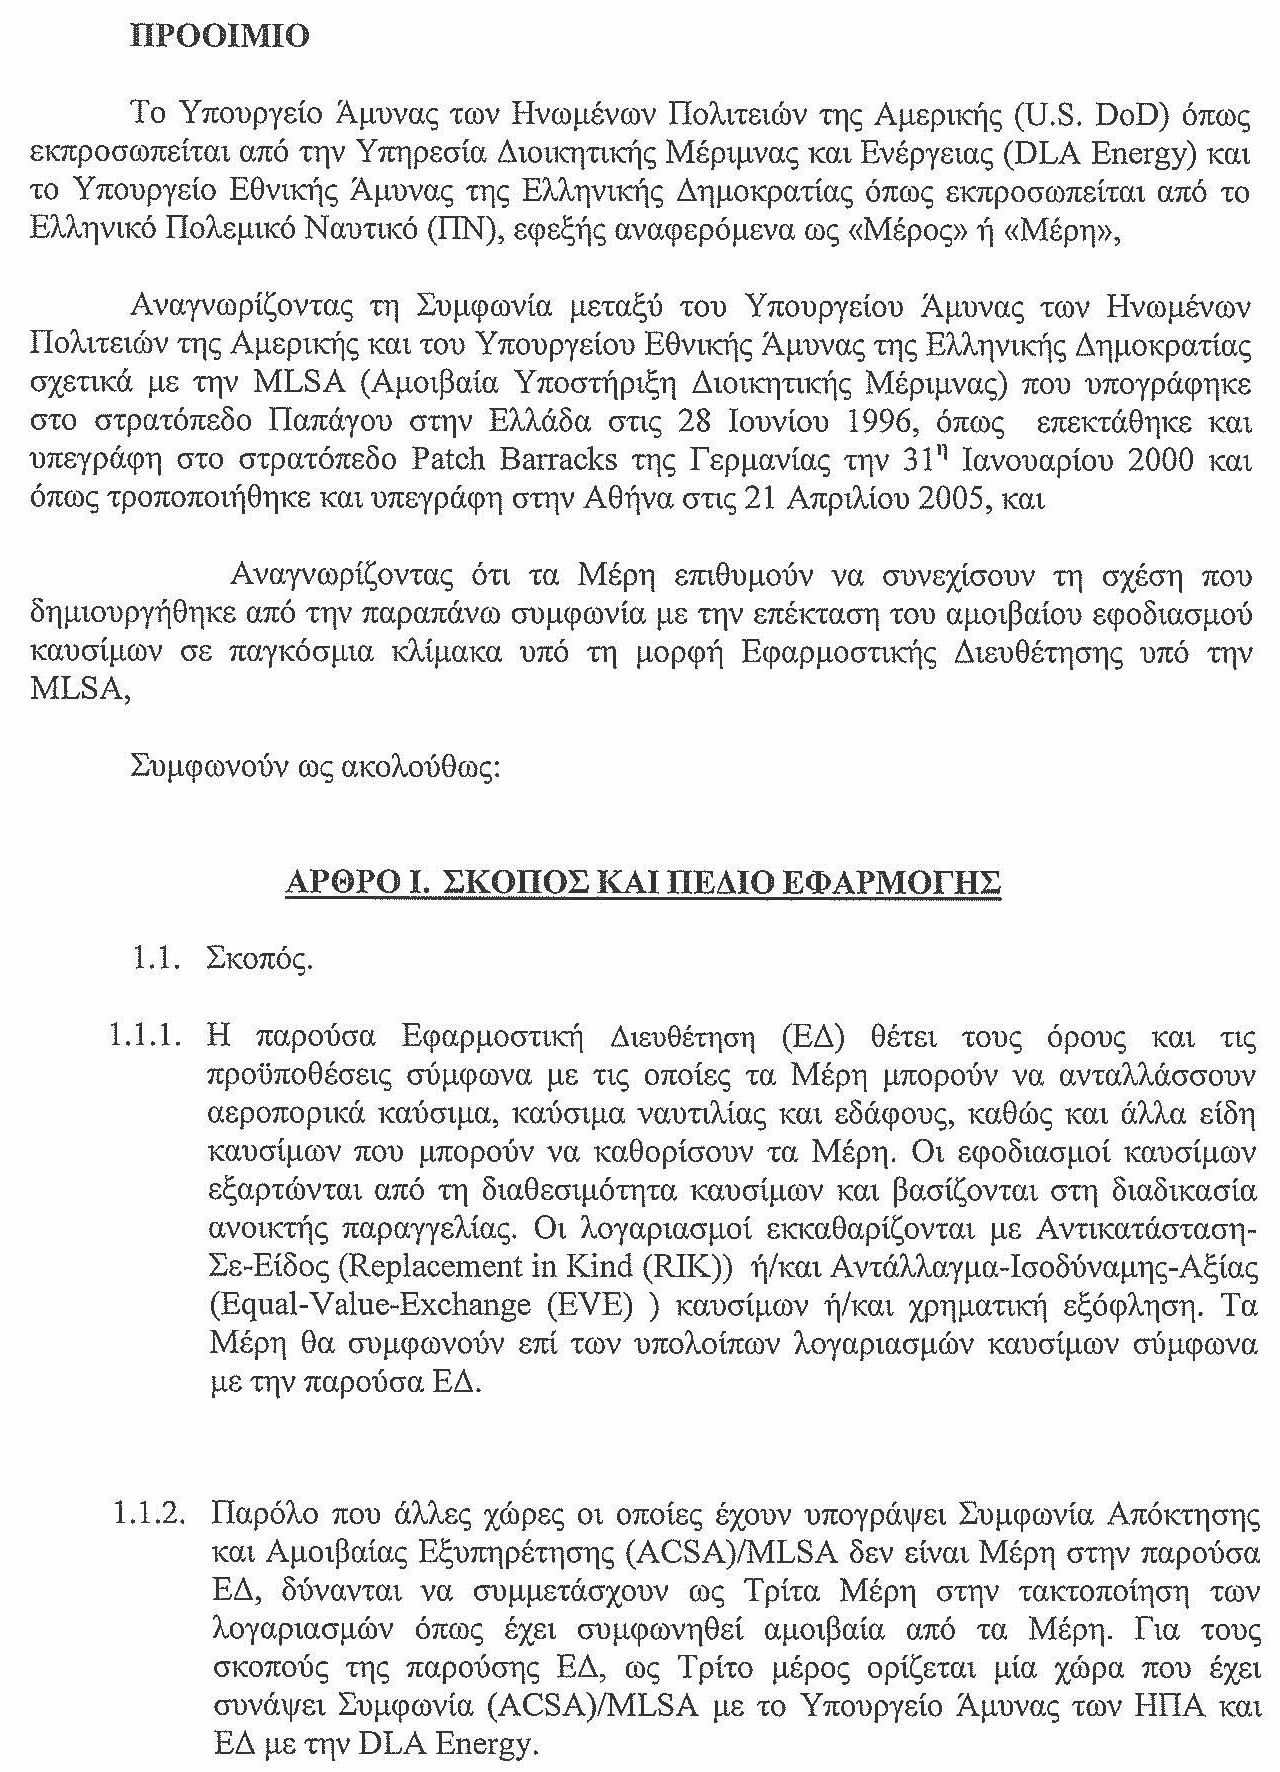 ΠΡΟΟΙΜΙΟ
Το Υπουργείο Άμυνας των Ηνωμένων Πολιτειών της Αμερικής (U.S. DoD) όπως
εκπροσωπείται από την Υπηρεσία Διοικητικής Μέριμνας και Ενέργειας (DLA Energy) και
το Υπουργείο Εθνικής Άμυνας της Ελληνικής Δημοκρατίας όπως εκπροσωπείται από το
Ελληνικό Πολεμικό Ναυτικό (ΠΝ), εφεξής αναφερόμενα ως «Μέρος» ή «Μέρη»,
Αναγνωρίζοντας τη Συμφωνία μεταξύ του Υπουργείου Άμυνας των Ηνωμένων
Πολιτειών της Αμερικής και του Υπουργείου Εθνικής Άμυνας της Ελληνικής Δημοκρατίας
σχετικά με την MLSA (Αμοιβαία Υποστήριξη Διοικητικής Μέριμνας) που υπογράφηκε
στο στρατόπεδο Παπάγου στην Ελλάδα στις 28 Ιουνίου 1996, όπως επεκτάθηκε και
υπεγράφη στο στρατόπεδο Patch Barracks της Γερμανίας την 31η Ιανουαρίου 2000 και
όπως τροποποιήθηκε και υπεγράφη στην Αθήνα στις 21 Απριλίου 2005, και
Αναγνωρίζοντας ότι τα Μέρη επιθυμούν να συνεχίσουν τη σχέση που
δημιουργήθηκε από την παραπάνω συμφωνία με την επέκταση του αμοιβαίου εφοδιασμού
καυσίμων σε παγκόσμια κλίμακα υπό τη μορφή Εφαρμοστικής Διευθέτησης υπό την
MLSA,
Συμφωνούν ως ακολούθως:
ΑΡΘΡΟ Ι. ΣΚΟΠΟΣ ΚΑΙ ΠΕΔΙΟ ΕΦΑΡΜΟΓΗΣ
1.1. Σκοπός.
1.1.1. Η παρούσα Εφαρμοστική Διευθέτηση (ΕΔ) θέτει τους όρους και τις
προϋποθέσεις σύμφωνα με τις οποίες τα Μέρη μπορούν να ανταλλάσσουν
αεροπορικά καύσιμα, καύσιμα ναυτιλίας και εδάφους, καθώς και άλλα είδη
καυσίμων που μπορούν να καθορίσουν τα Μέρη. Οι εφοδιασμοί καυσίμων
εξαρτώνται από τη διαθεσιμότητα καυσίμων και βασίζονται στη διαδικασία
ανοικτής παραγγελίας. Οι λογαριασμοί εκκαθαρίζονται με Αντικατάσταση-
Σε-Είδος (Replacement in Kind (RIK)) ή/και Αντάλλαγμα-Ισοδύναμης-Αξίας
(Equal-Value-Exchange (EVE) ) καυσίμων ή/και χρηματική εξόφληση. Τα
Μέρη θα συμφωνούν επί των υπολοίπων λογαριασμών καυσίμων σύμφωνα
με την παρούσα ΕΔ.
1.1.2. Παρόλο που άλλες χώρες οι οποίες έχουν υπογράψει Συμφωνία Απόκτησης
και Αμοιβαίας Εξυπηρέτησης (ACSA)/MLSA δεν είναι Μέρη στην παρούσα
ΕΔ, δύνανται να συμμετάσχουν ως Τρίτα Μέρη στην τακτοποίηση των
λογαριασμών όπως έχει συμφωνηθεί αμοιβαία από τα Μέρη. Για τους
σκοπούς της παρούσης ΕΔ, ως Τρίτο μέρος ορίζεται μία χώρα που έχει
συνάψει Συμφωνία (ACSA)/MLSA με το Υπουργείο Άμυνας των ΗΠΑ και
ΕΔ με την DLA Energy.